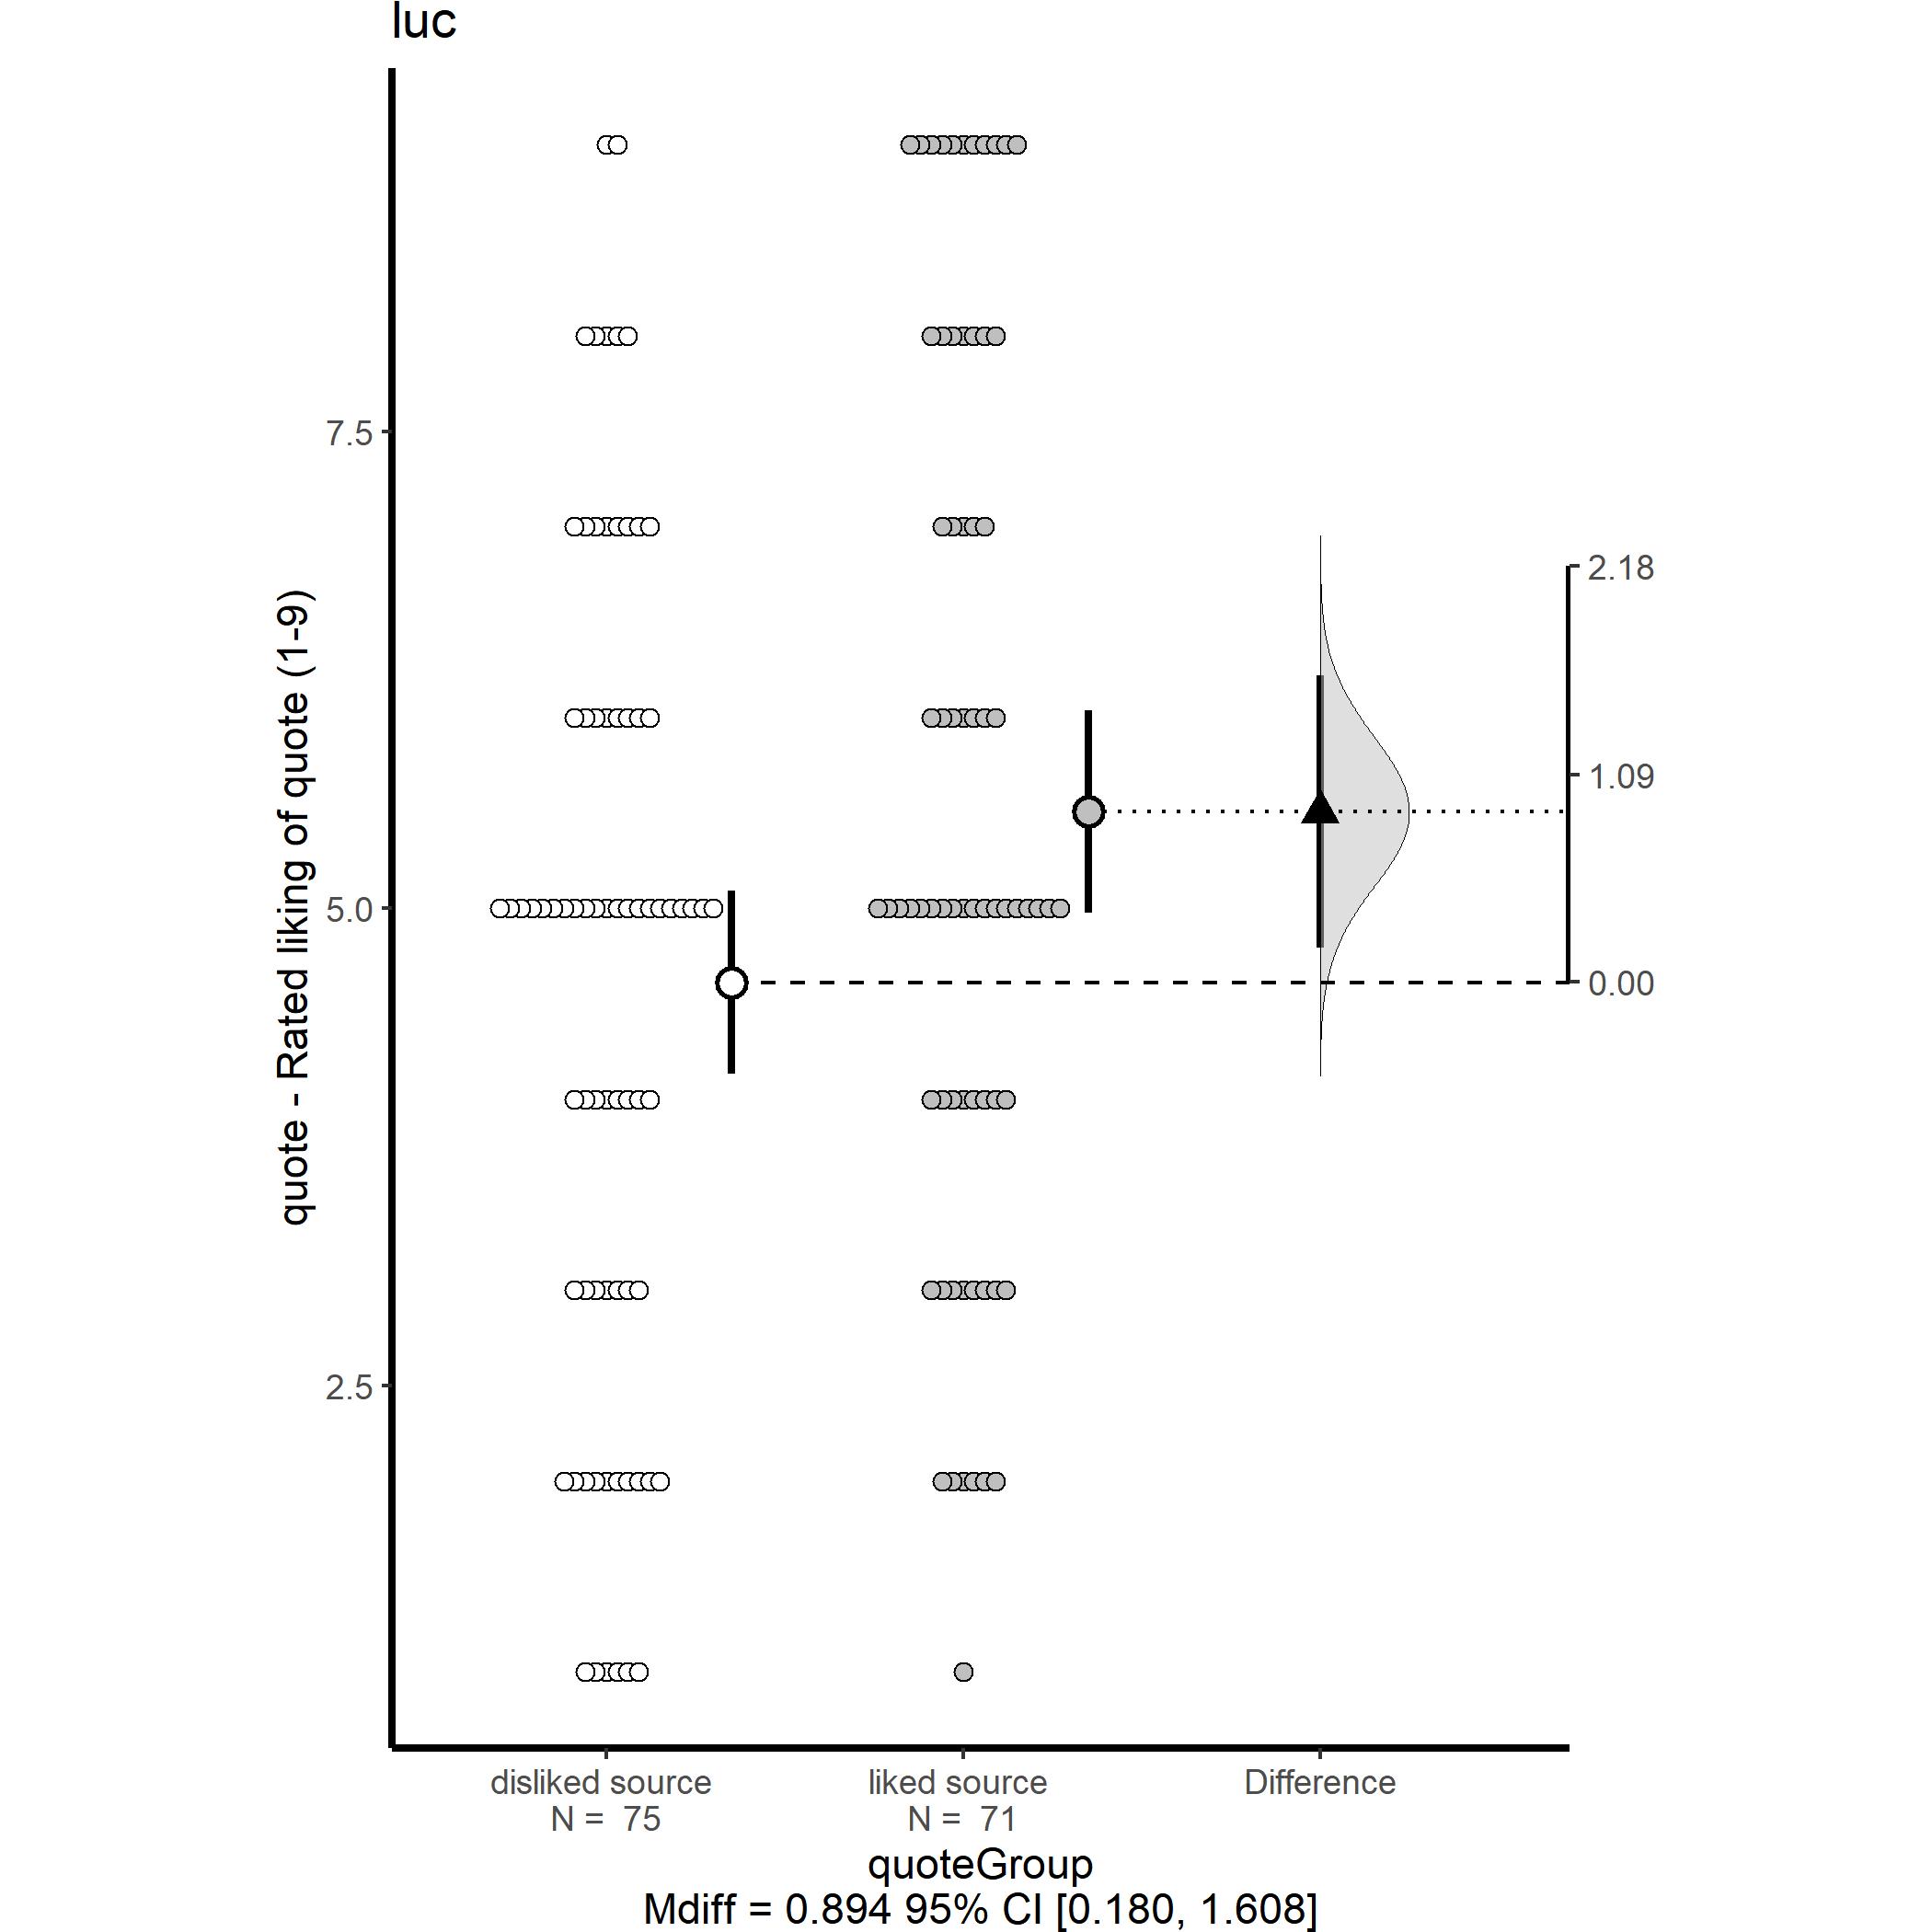 luc
quote - Rated liking of quote (1-9)
7.5
5.0
2.5
2.18
1.09
0.00
disliked source
N =  75
liked source
N =  71
Difference
quoteGroup
Mdiff = 0.894 95% CI [0.180, 1.608]